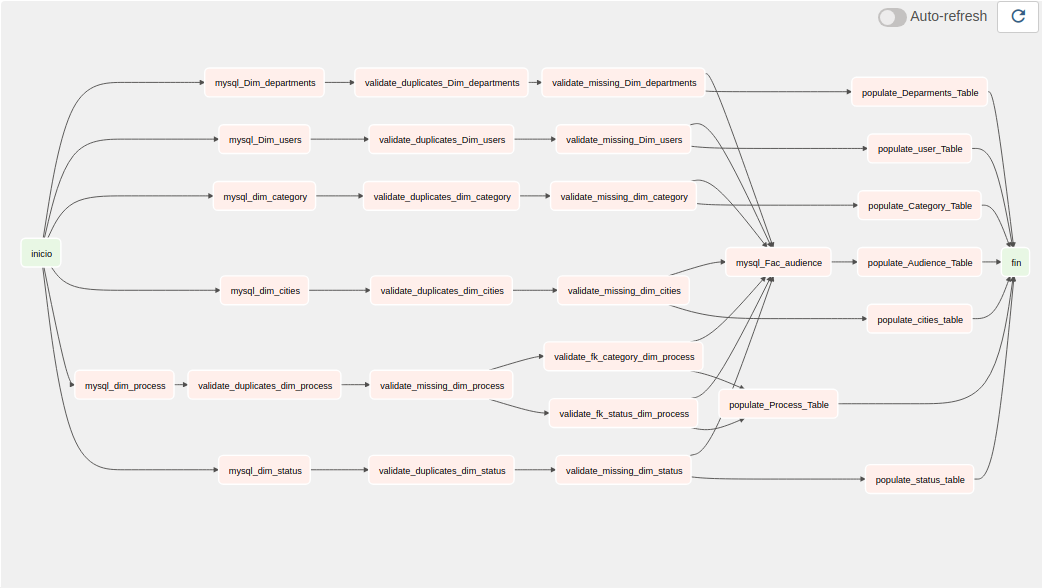 Auto-refresh
mysql_Dim_departments
validate_duplicates_Dim_departments
validate_missing_Dim_departments
populate_Deparments_Table
mysql_Dim_users
validate_duplicates_Dim_users
validate_missing_Dim_users
populate_user_Table
mysql_dim_category
validate_duplicates_dim_category
validate_missing_dim_category
populate_Category_Table
inicio
mysql_Fac_audience
populate_Audience_Table
fin
mysql_dim_cities
validate_duplicates_dim_cities
validate_missing_dim_cities
populate_cities_table
validate_fk_category_dim_process
mysql_dim_process
validate_duplicates_dim_process
validate_missing_dim_process
populate_Process_Table
validate_fk_status_dim_process
mysql_dim_status
validate_duplicates_dim_status
validate_missing_dim_status
populate_status_table